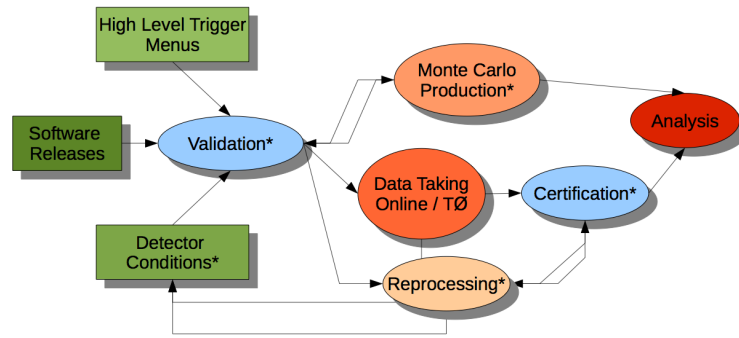 High Level Trigger
Menus
Monte Carlo
Production*
Analysis
Software
Releases
Validation*
Data Taking
Online / TØ
Certification*
Detector
Conditions*
Reprocessing*